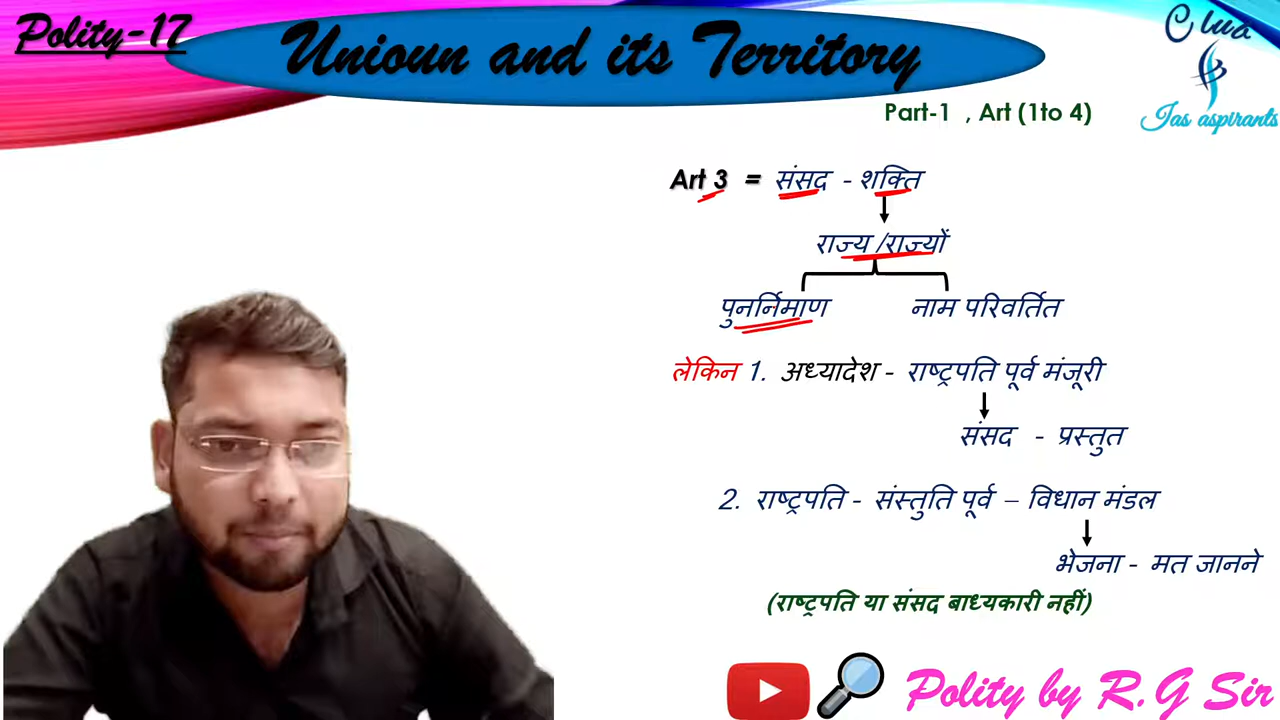 Polity-17
Unioun and its Territory
C lua
Ias aspirants
Part-1 , Art (1to 4)
Art 3 = संसद - शक्ति
राज्य /राज्यों
पुनर्निमाण नाम परिवर्तित
लेकिन 1. अध्यादेश - राष्ट्रपति पूर्व मंजूरी
संसद - प्रस्तुत
2. राष्ट्रपति - संस्तुति पूर्व – विधान मंडल
भेजना - मत जानने
(राष्ट्रपति या संसद बाध्यकारी नहीं)
Polity by R.G Sir